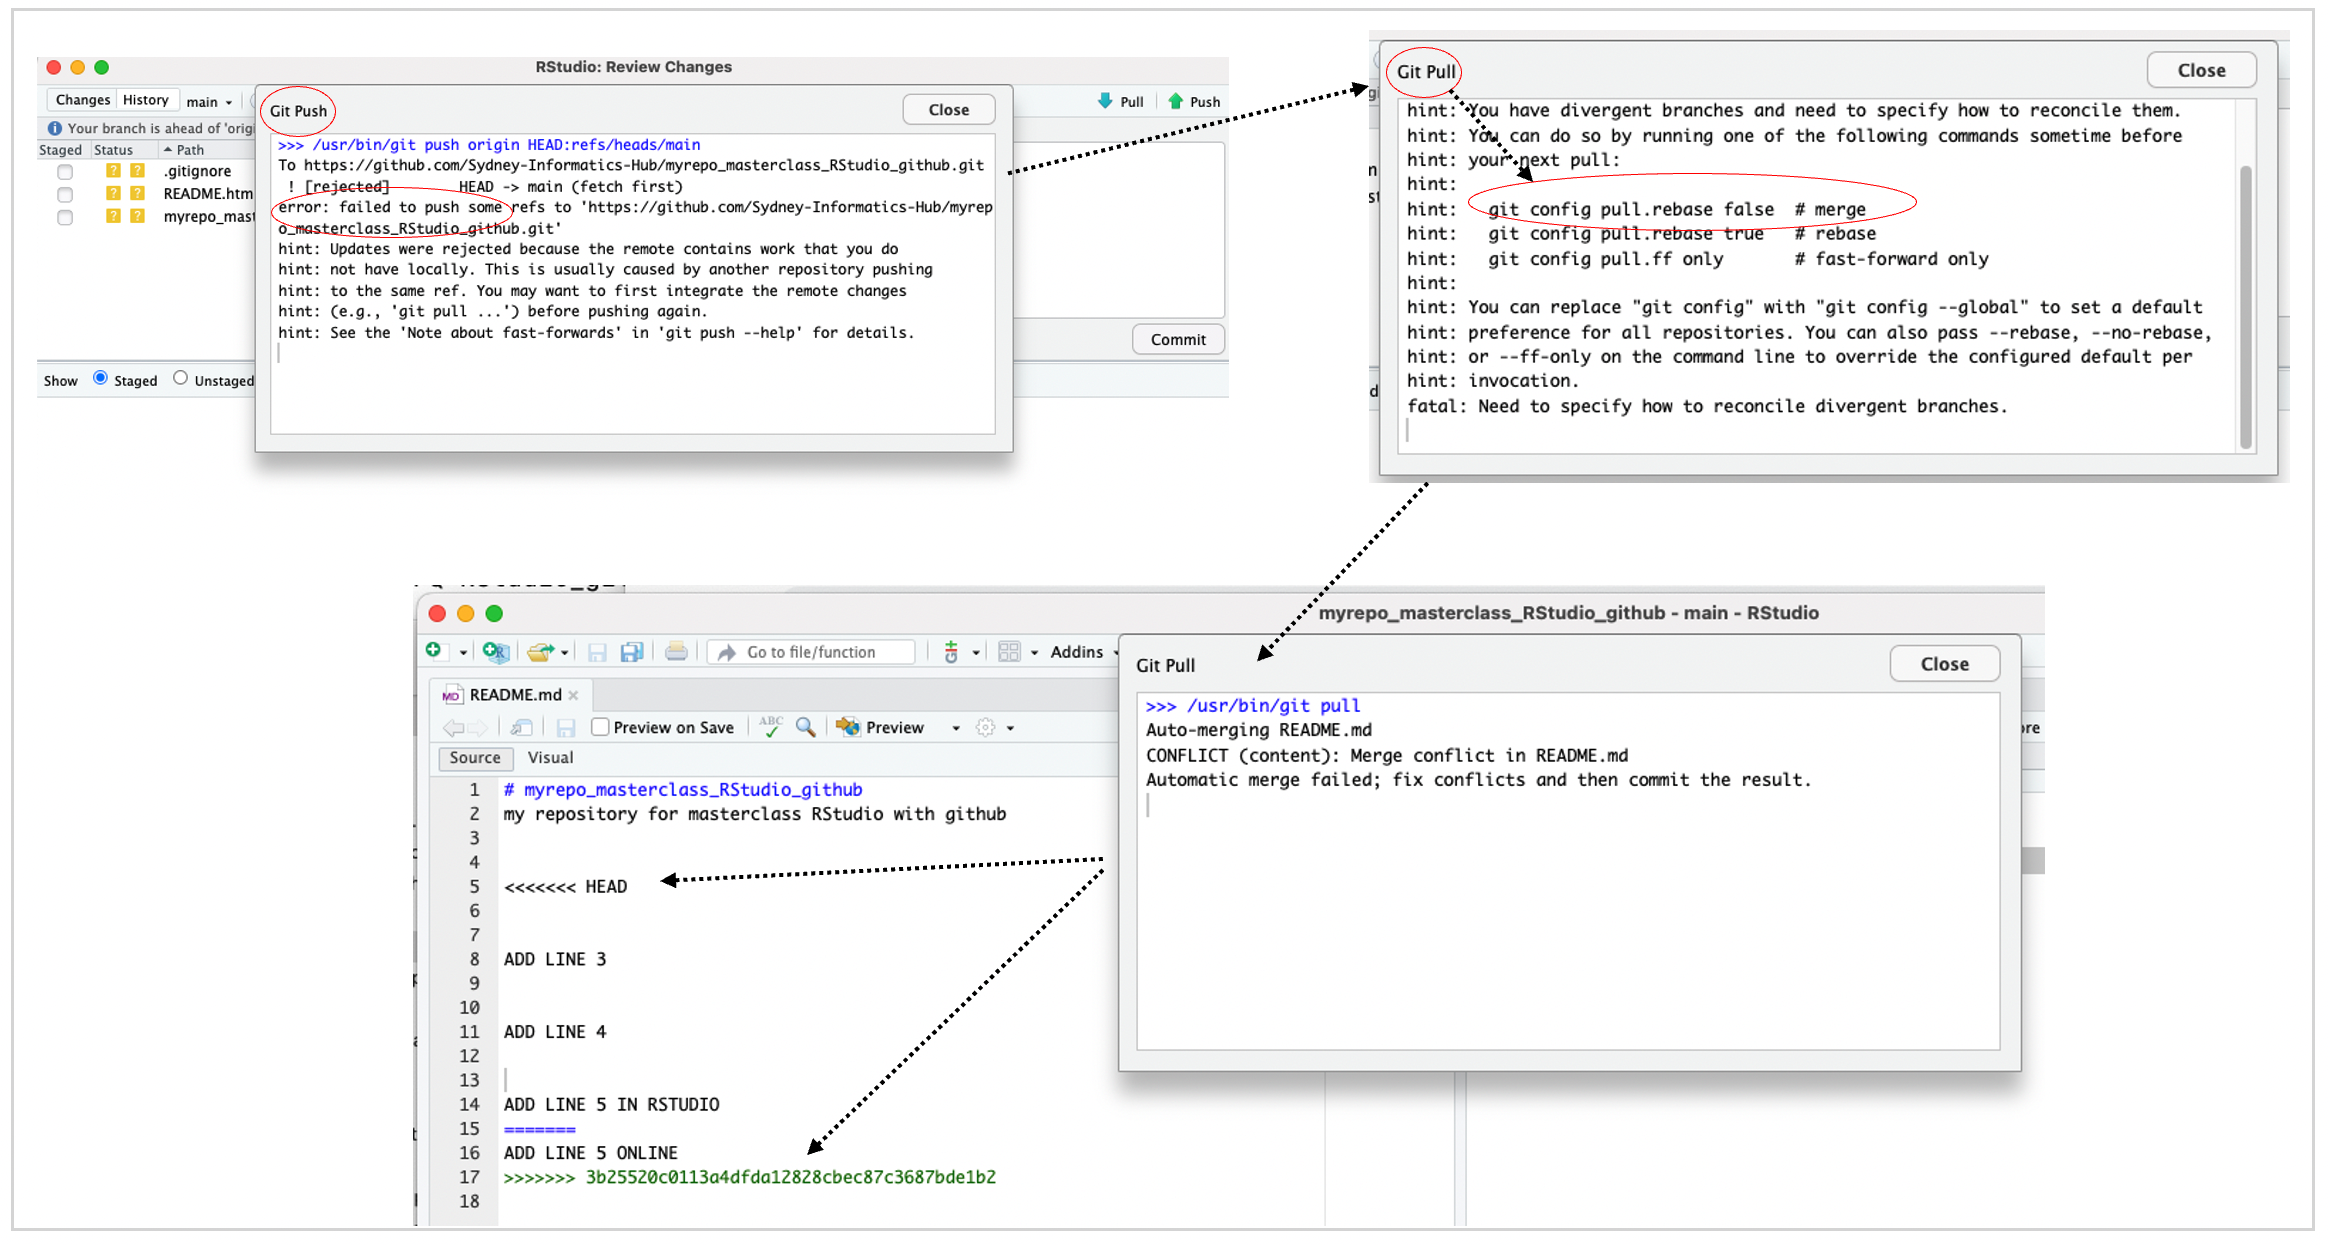 RStudio: Review Changes
Changes History main
Pull Push
Your branch is ahead of 'orig
Staged Status Path
.gitignore
README.htm
myrepo_mast
Commit
Show Staged Unstaged
Git Push
Close
>>> /usr/bin/git push origin HEAD:refs/heads/main
To https://github.com/Sydney-Informatics-Hub/myrepo_masterclass_RStudio_github.git
! [rejected] HEAD -> main (fetch first)
error: failed to push some refs to 'https://github.com/Sydney-Informatics-Hub/myrep
o_masterclass_RStudio_github.git'
hint: Updates were rejected because the remote contains work that you do
hint: not have locally. This is usually caused by another repository pushing
hint: to the same ref. You may want to first integrate the remote changes
hint: (e.g., 'git pull ...') before pushing again.
hint: See the 'Note about fast-forwards' in 'git push --help' for details.
Git Pull
Close
hint: You have divergent branches and need to specify how to reconcile them.
hint: You can do so by running one of the following commands sometime before
hint: your next pull:
hint:
hint: git config pull.rebase false # merge
hint: git config pull.rebase true # rebase
hint: git config pull.ff only # fast-forward only
hint:
hint: You can replace "git config" with "git config --global" to set a default
hint: preference for all repositories. You can also pass --rebase, --no-rebase,
hint: or --ff-only on the command line to override the configured default per
hint: invocation.
fatal: Need to specify how to reconcile divergent branches.
myrepo_masterclass_RStudio_github - main - RStudio
Go to file/function
Addins
README.md
Preview on Save
ABC
Preview
Source Visual
1 # myrepo_masterclass_RStudio_github
2 my repository for masterclass RStudio with github
3
4
5 <<<<<<< HEAD
6
7
8 ADD LINE 3
9
10
11 ADD LINE 4
12
13
14 ADD LINE 5 IN RSTUDIO
15 =======
16 ADD LINE 5 ONLINE
17 >>>>>>> 3b25520c0113a4dfda12828cbec87c3687bde1b2
18
Git Pull
Close
>>> /usr/bin/git pull
Auto-merging README.md
CONFLICT (content): Merge conflict in README.md
Automatic merge failed; fix conflicts and then commit the result.